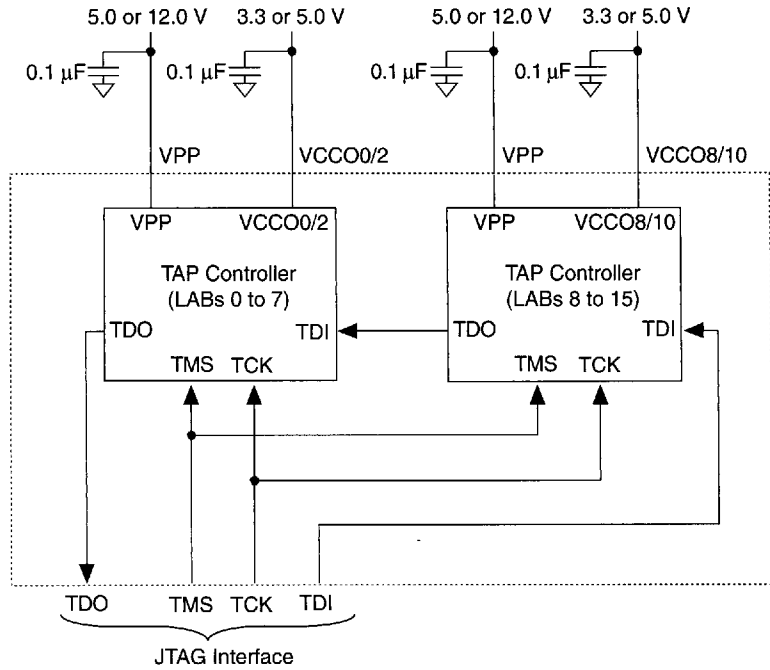 5.0 or 12.0 V 3.3 or 5.0 V 5.0 or 12.0 V 3.3 or 5.0 V
0.1 µF 0.1 µF 0.1 µF 0.1 µF
VPP VCCO0/2 VPP VCCO8/10
VPP VCCO0/2 VPP VCCO8/10
TAP Controller
(LABs 0 to 7)
TAP Controller
(LABs 8 to 15)
TDO TDI TDO TDI
TMS TCK TMS TCK
TDO TMS TCK TDI
JTAG Interface